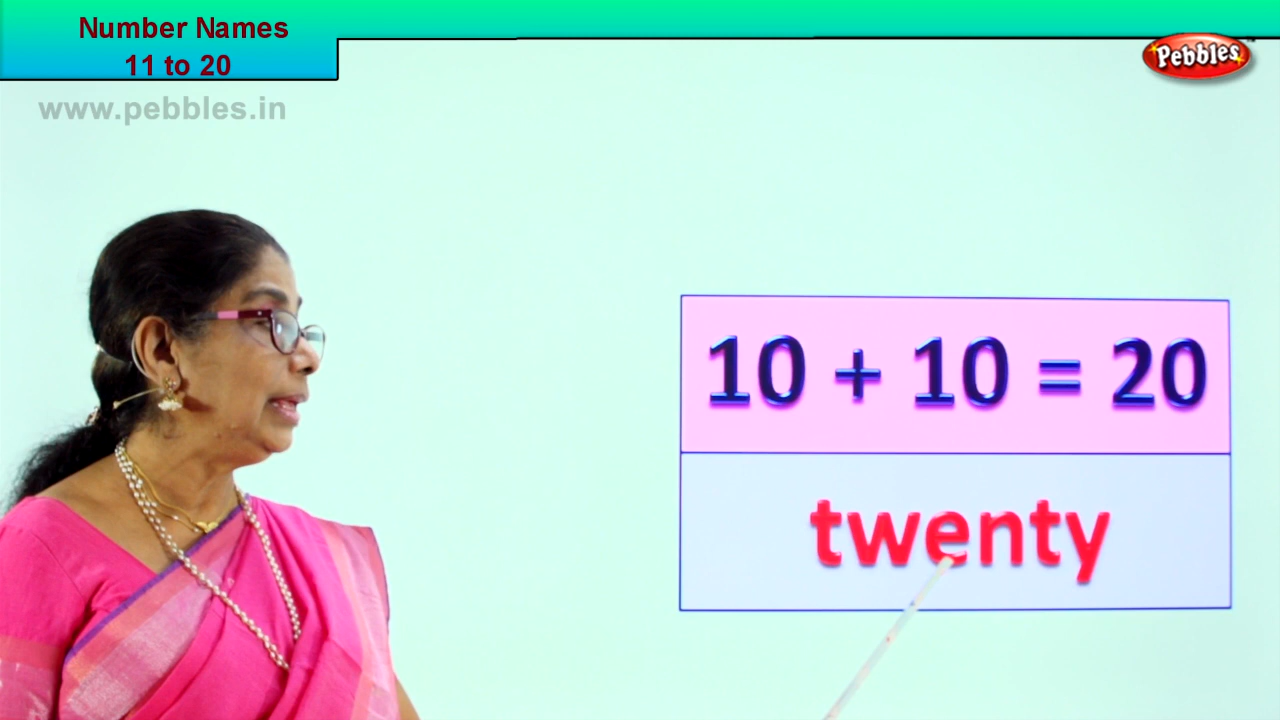 Number Names
11 to 20
Pebbles
www.pebbles.in
10 + 10 = 20
twenty